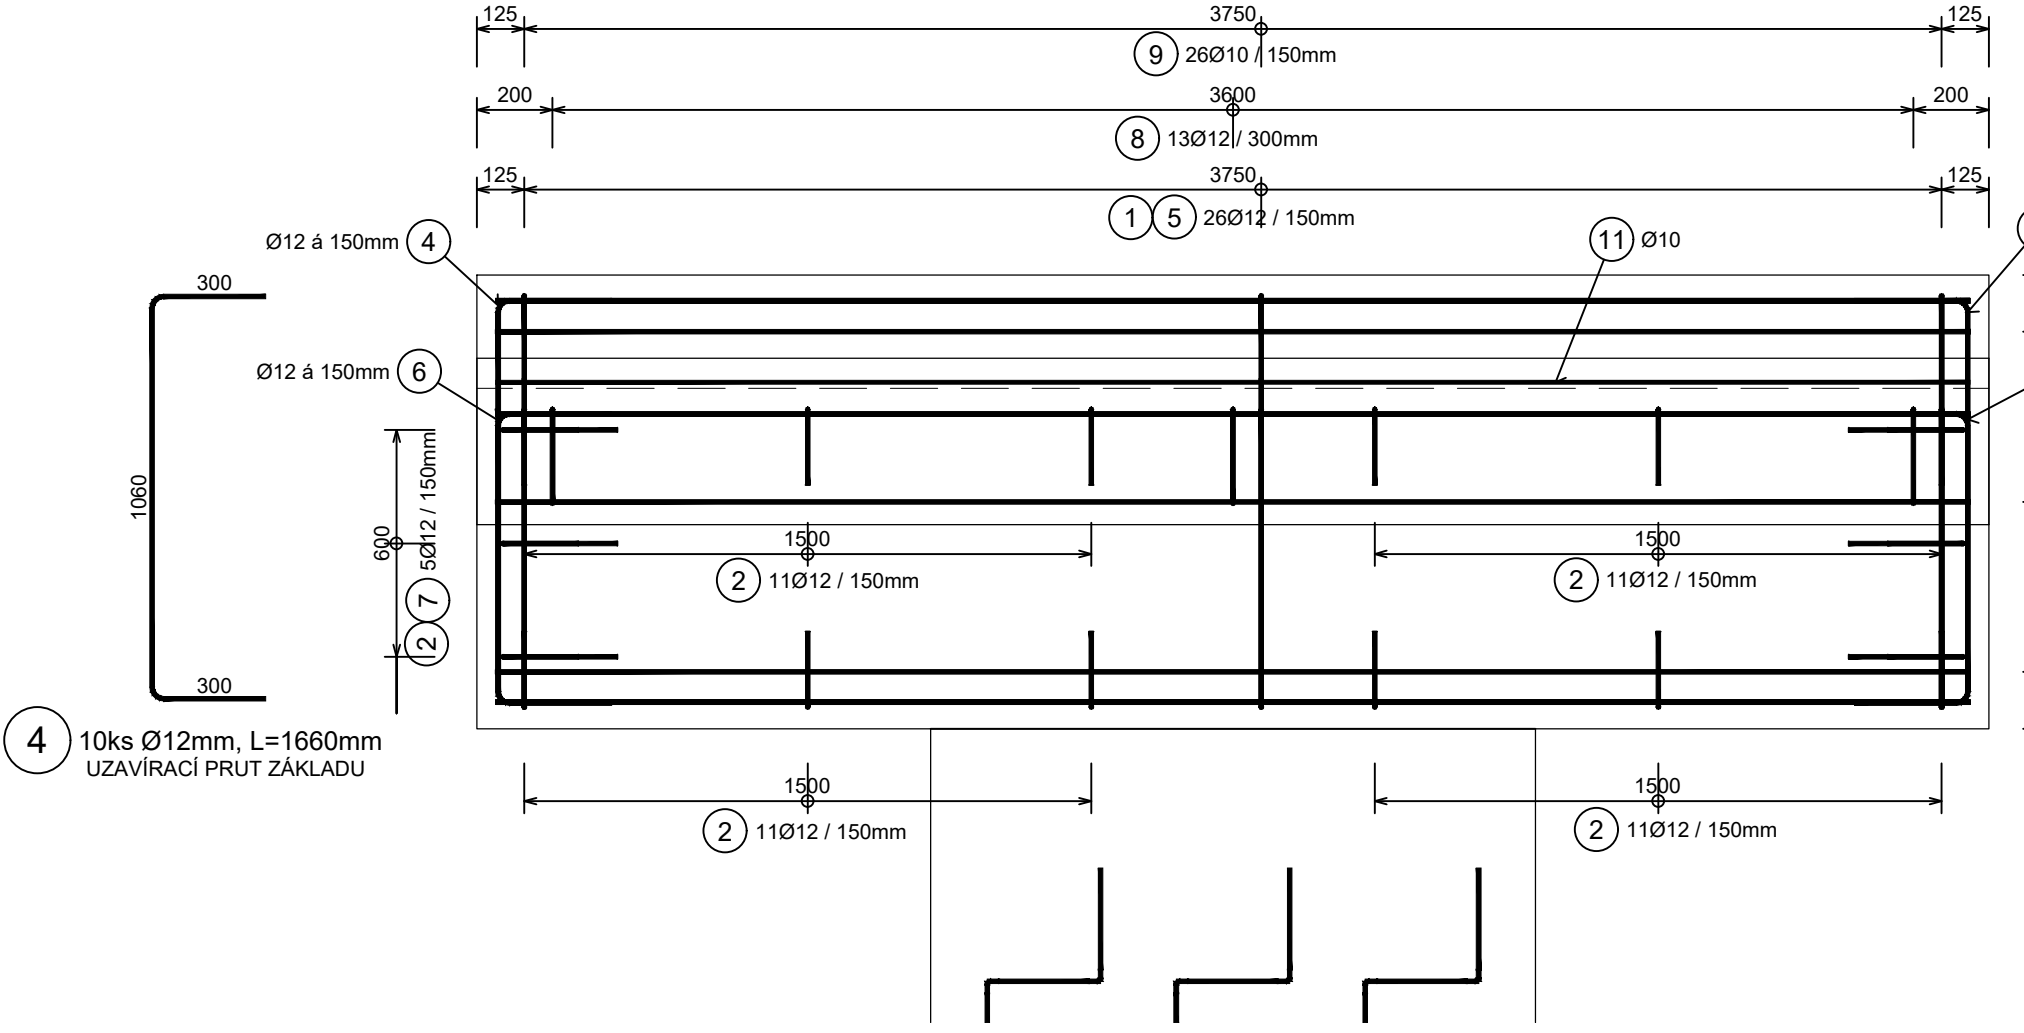 125 3750 125
9 26Ø10 / 150mm
200 3600 200
8 13Ø12 / 300mm
125 3750 125
1 5 26Ø12 / 150mm
Ø12 á 150mm 4
11 Ø10
300
Ø12 á 150mm 6
1060
600
2 7 5Ø12 / 150mm
1500 1500
2 11Ø12 / 150mm 2 11Ø12 / 150mm
300
4 10ks Ø12mm, L=1660mm
UZAVÍRACÍ PRUT ZÁKLADU
1500 1500
2 11Ø12 / 150mm 2 11Ø12 / 150mm